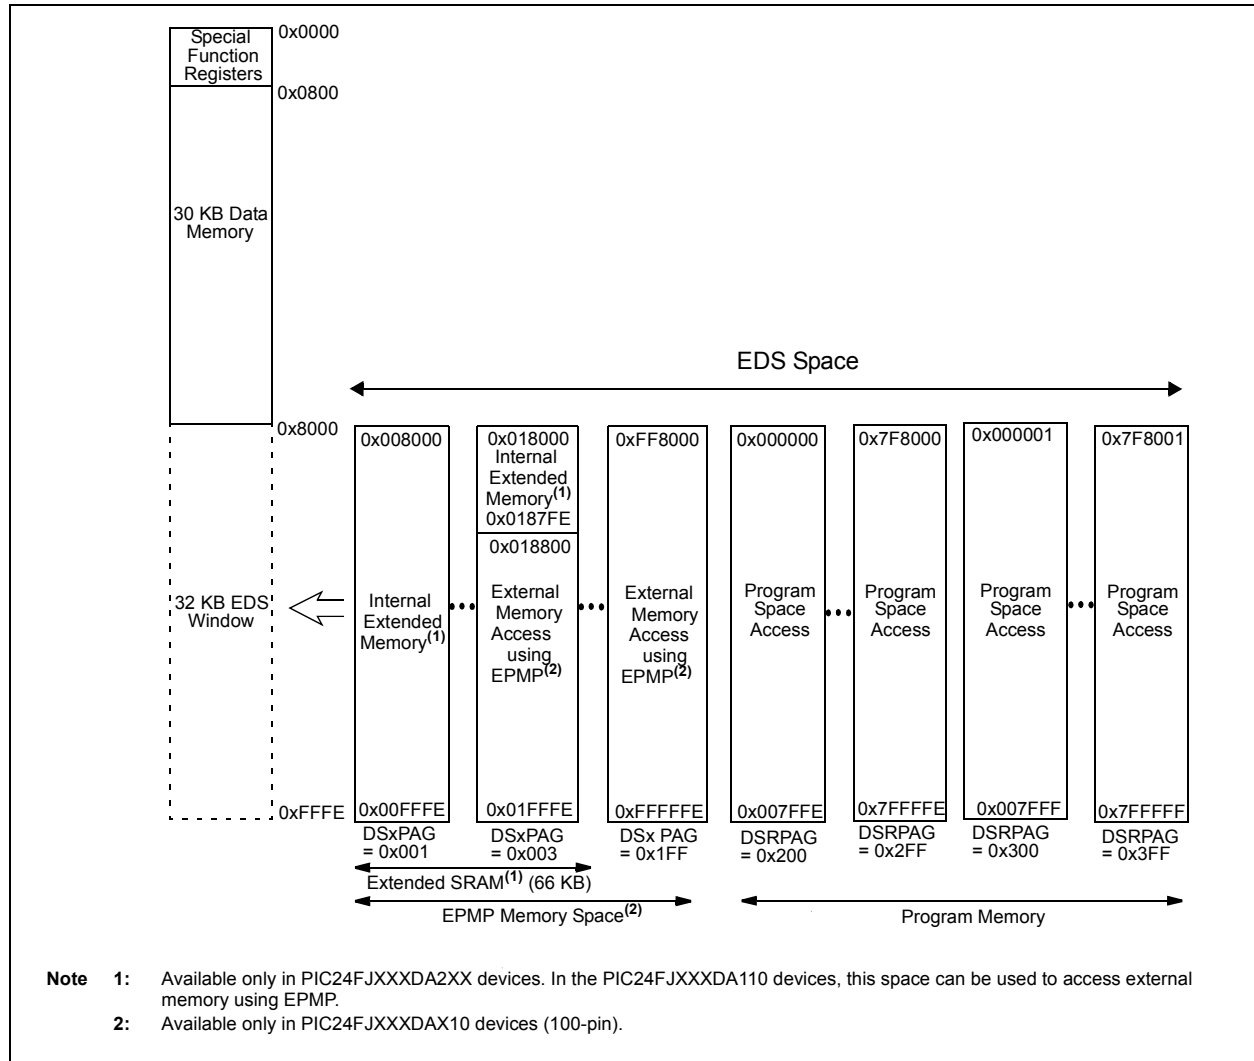 Special
Function
Registers
0x0000
0x0800
30 KB Data
Memory
0x8000
32 KB EDS
Window
0xFFFE
EDS Space
0x008000
Internal
Extended
Memory(1)
0x00FFFE
DSxPAG
= 0x001
0x018000
Internal
Extended
Memory(1)
0x0187FE
0x018800
External
Memory
Access
using
EPMP(2)
0x01FFFE
DSxPAG
= 0x003
0xFF8000
External
Memory
Access
using
EPMP(2)
0xFFFFFE
DSx PAG
= 0x1FF
0x000000
Program
Space
Access
0x007FFE
DSRPAG
= 0x200
0x7F8000
Program
Space
Access
0x7FFFFE
DSRPAG
= 0x2FF
0x000001
Program
Space
Access
0x007FFF
DSRPAG
= 0x300
0x7F8001
Program
Space
Access
0x7FFFFF
DSRPAG
= 0x3FF
Extended SRAM(1) (66 KB)
EPMP Memory Space(2)
Program Memory
Note 1: Available only in PIC24FJXXXDA2XX devices. In the PIC24FJXXXDA110 devices, this space can be used to access external
memory using EPMP.
2: Available only in PIC24FJXXXDAX10 devices (100-pin).